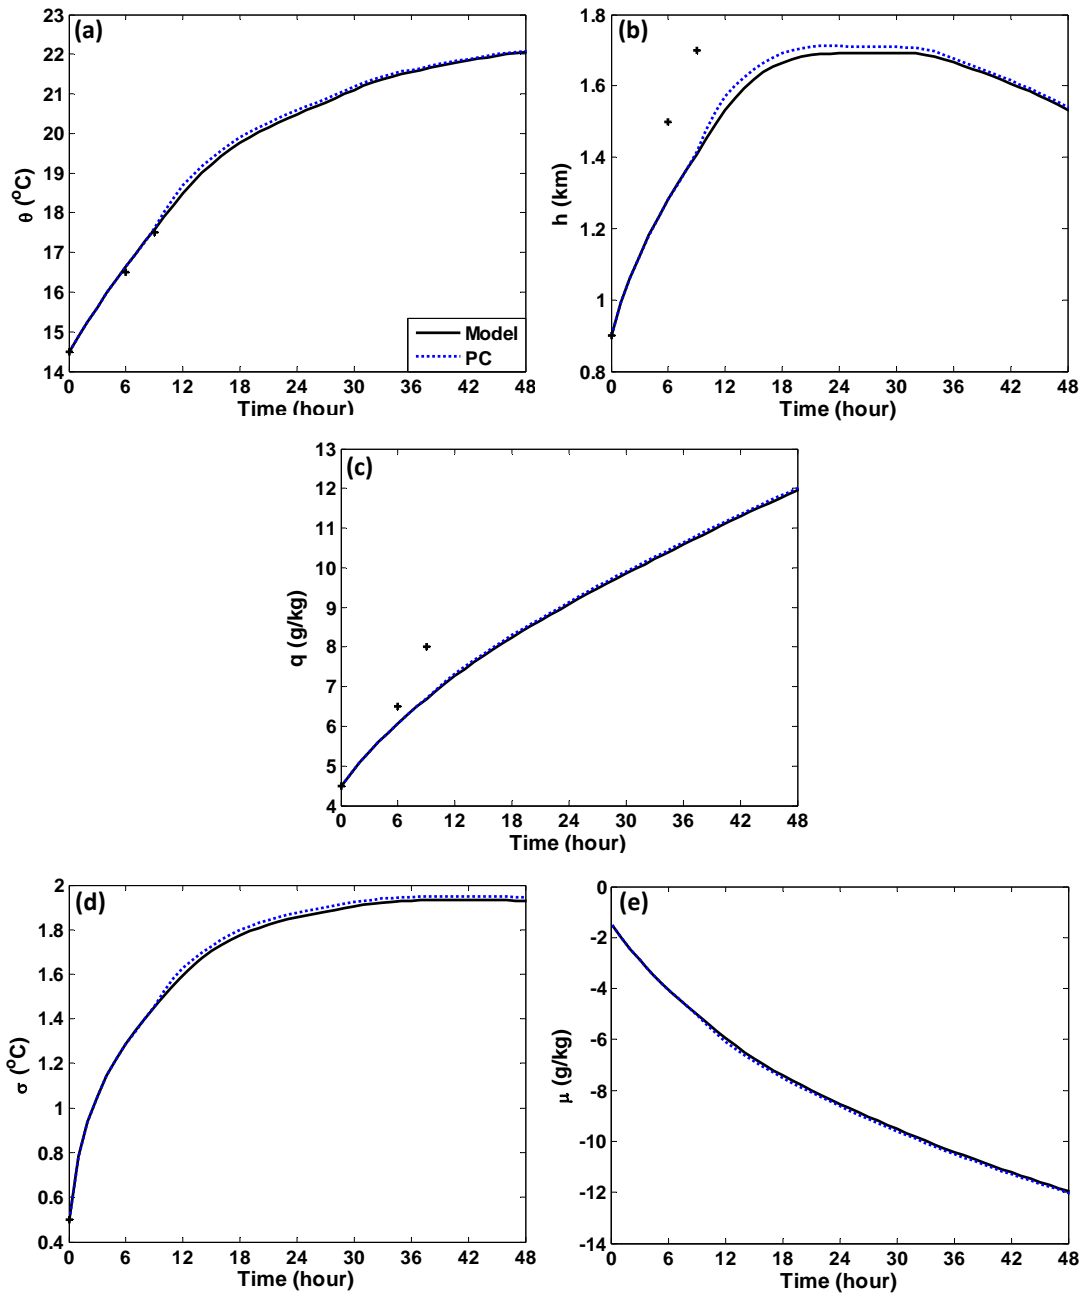 (a)
22
21
20
19
18
17
16
15
14
θ (°C)
0 6 12 18 24 30 36 42 48
Time (hour)
Model
PC
(b)
1.8
1.6
1.4
1.2
1
0.8
h (km)
0 6 12 18 24 30 36 42 48
Time (hour)
(c)
13
12
11
10
9
8
7
6
5
4
q (g/kg)
0 6 12 18 24 30 36 42 48
Time (hour)
(d)
2
1.8
1.6
1.4
1.2
1
0.8
0.6
0.4
σ (°C)
0 6 12 18 24 30 36 42 48
Time (hour)
(e)
0
-2
-4
-6
-8
-10
-12
-14
μ (g/kg)
0 6 12 18 24 30 36 42 48
Time (hour)